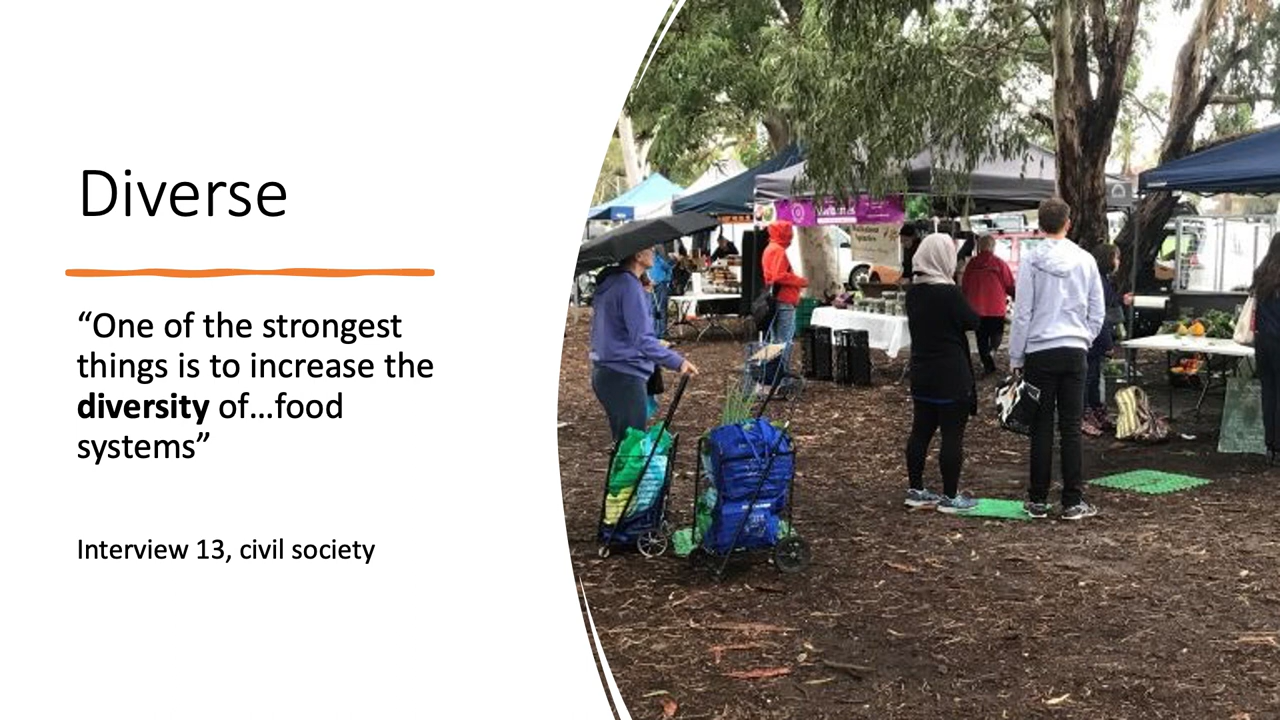 Diverse
“One of the strongest
things is to increase the
diversity of...food
systems”
Interview 13, civil society